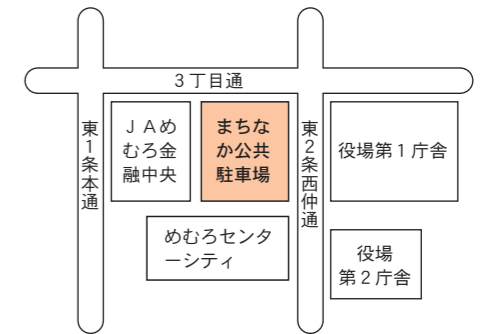 ３丁目通
東１条本通
ＪＡめ
むろ金
融中央
まちな
か公共
駐車場
東２条西仲通
役場第１庁舎
めむろセンタ
ーシティ
役場
第２庁舎